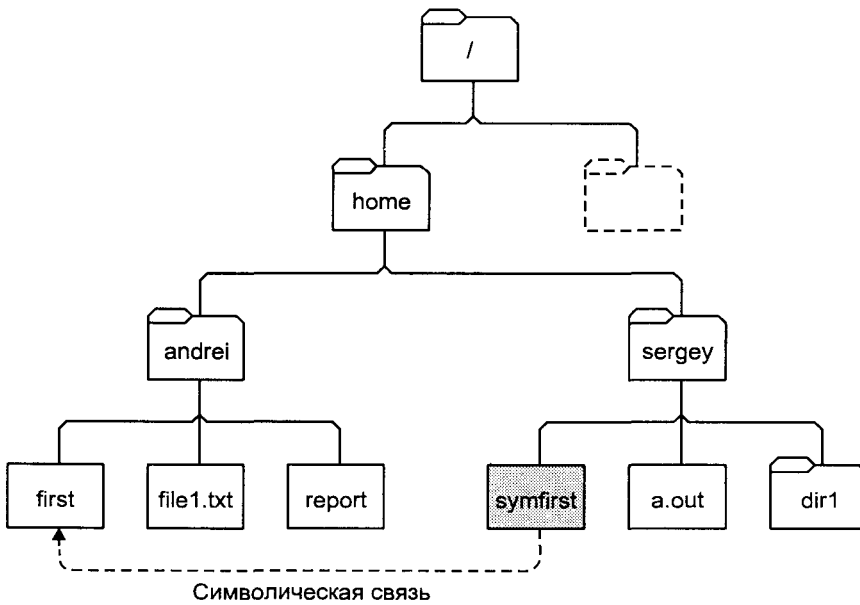 /
home
andrei
sergey
first
file1.txt
report
symfirst
a.out
dir1
Символическая связь